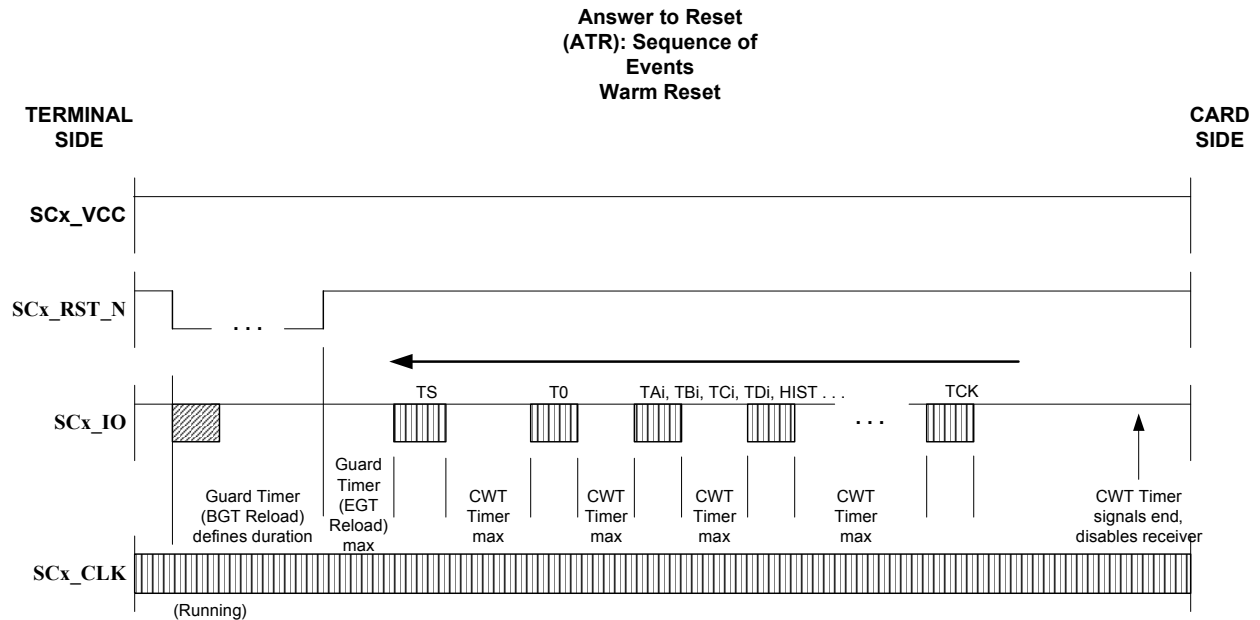 Answer to Reset
(ATR): Sequence of
Events
Warm Reset
TERMINAL
SIDE
CARD
SIDE
SCx_VCC
SCx_RST_N
. . .
SCx_IO
TS
T0
TAi, TBi, TCi, TDi, HIST . . .
TCK
. . .
Guard Timer
(BGT Reload)
defines duration
Guard
Timer
(EGT
Reload)
max
CWT
Timer
max
CWT
Timer
max
CWT
Timer
max
CWT
Timer
max
CWT Timer
signals end,
disables receiver
SCx_CLK
(Running)